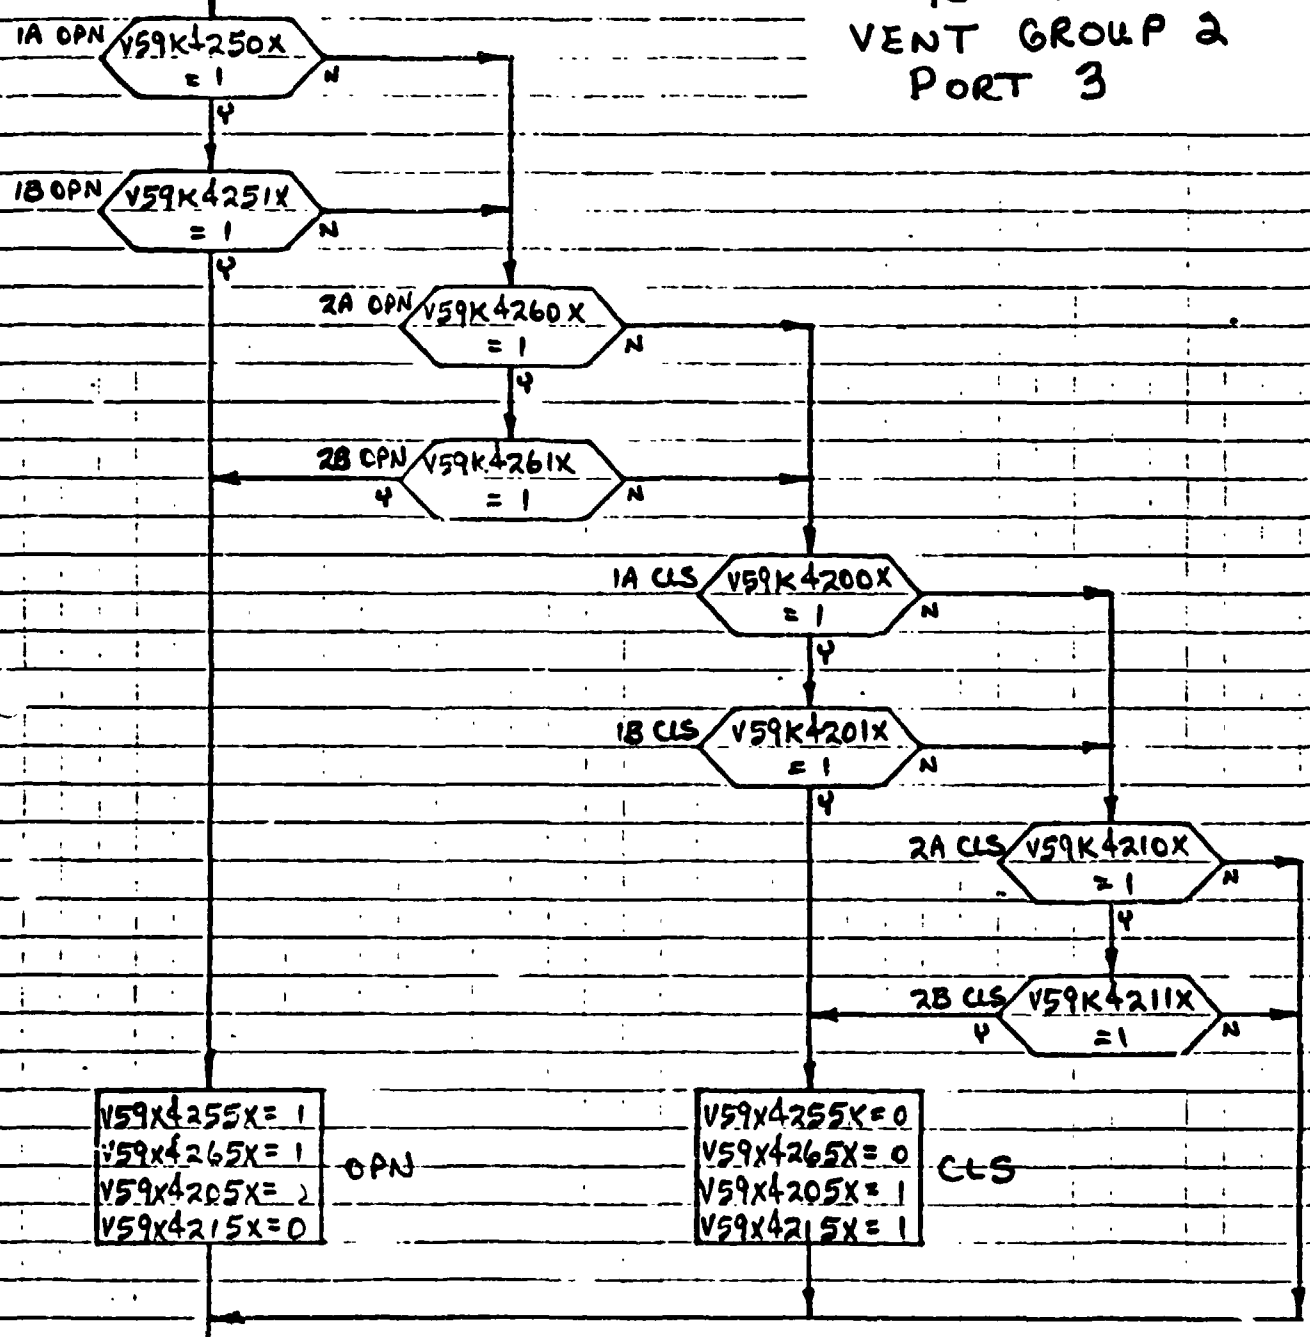 VENT GROUP 2
PORT 3
1A OPN
V59K4250X
= 1
N
Y
1B OPN
V59K4251X
= 1
N
Y
2A OPN
V59K4260X
= 1
N
Y
2B OPN
V59K4261X
= 1
Y
N
1A CLS
V59K4200X
= 1
N
Y
1B CLS
V59K4201X
= 1
N
Y
2A CLS
V59K4210X
= 1
N
Y
2B CLS
V59K4211X
= 1
Y
N
V59X4255X = 1
V59X4265X = 1
V59X4205X =
V59X4215X = 0
OPN
V59X4255X = 0
V59X4265X = 0
V59X4205X = 1
V59X4215X = 1
CLS